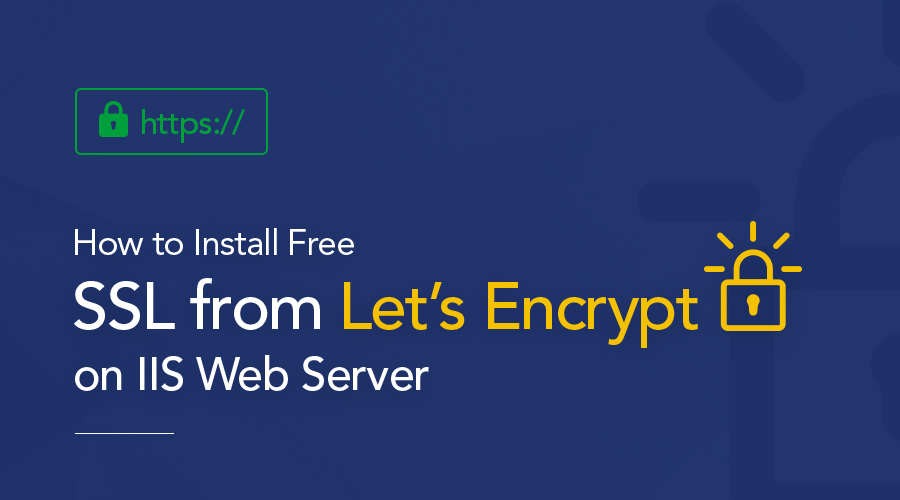 https://
How to Install Free
SSL from Let’s Encrypt
on IIS Web Server